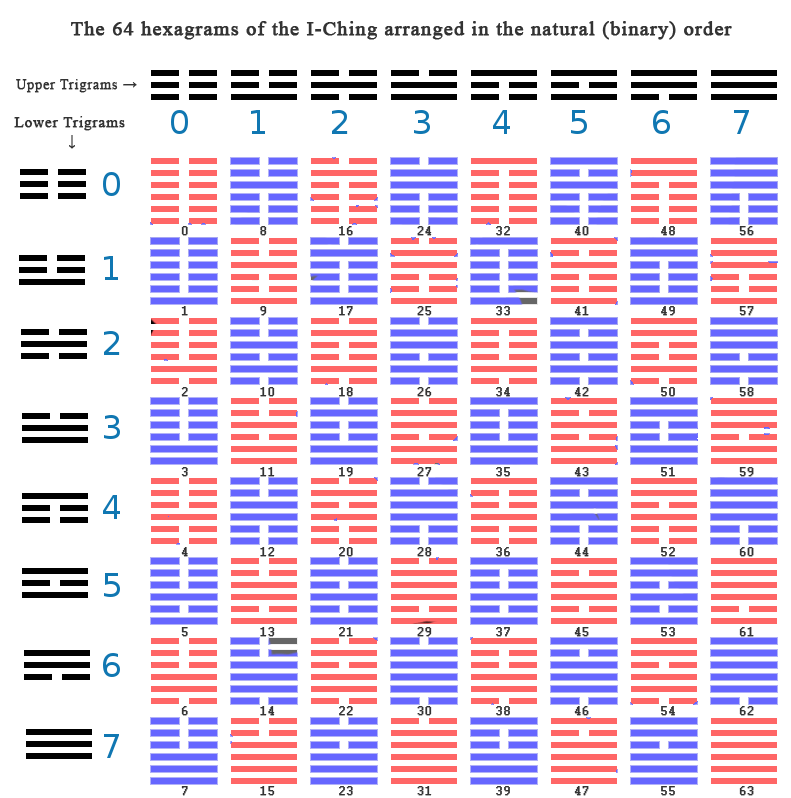 The 64 hexagrams of the I-Ching arranged in the natural (binary) order
Upper Trigrams →
0 1 2 3 4 5 6 7
Lower Trigrams
↓
0
0 8 16 24 32 40 48 56
1
1 9 17 25 33 41 49 57
2
2 10 18 26 34 42 50 58
3
3 11 19 27 35 43 51 59
4
4 12 20 28 36 44 52 60
5
5 13 21 29 37 45 53 61
6
6 14 22 30 38 46 54 62
7
7 15 23 31 39 47 55 63